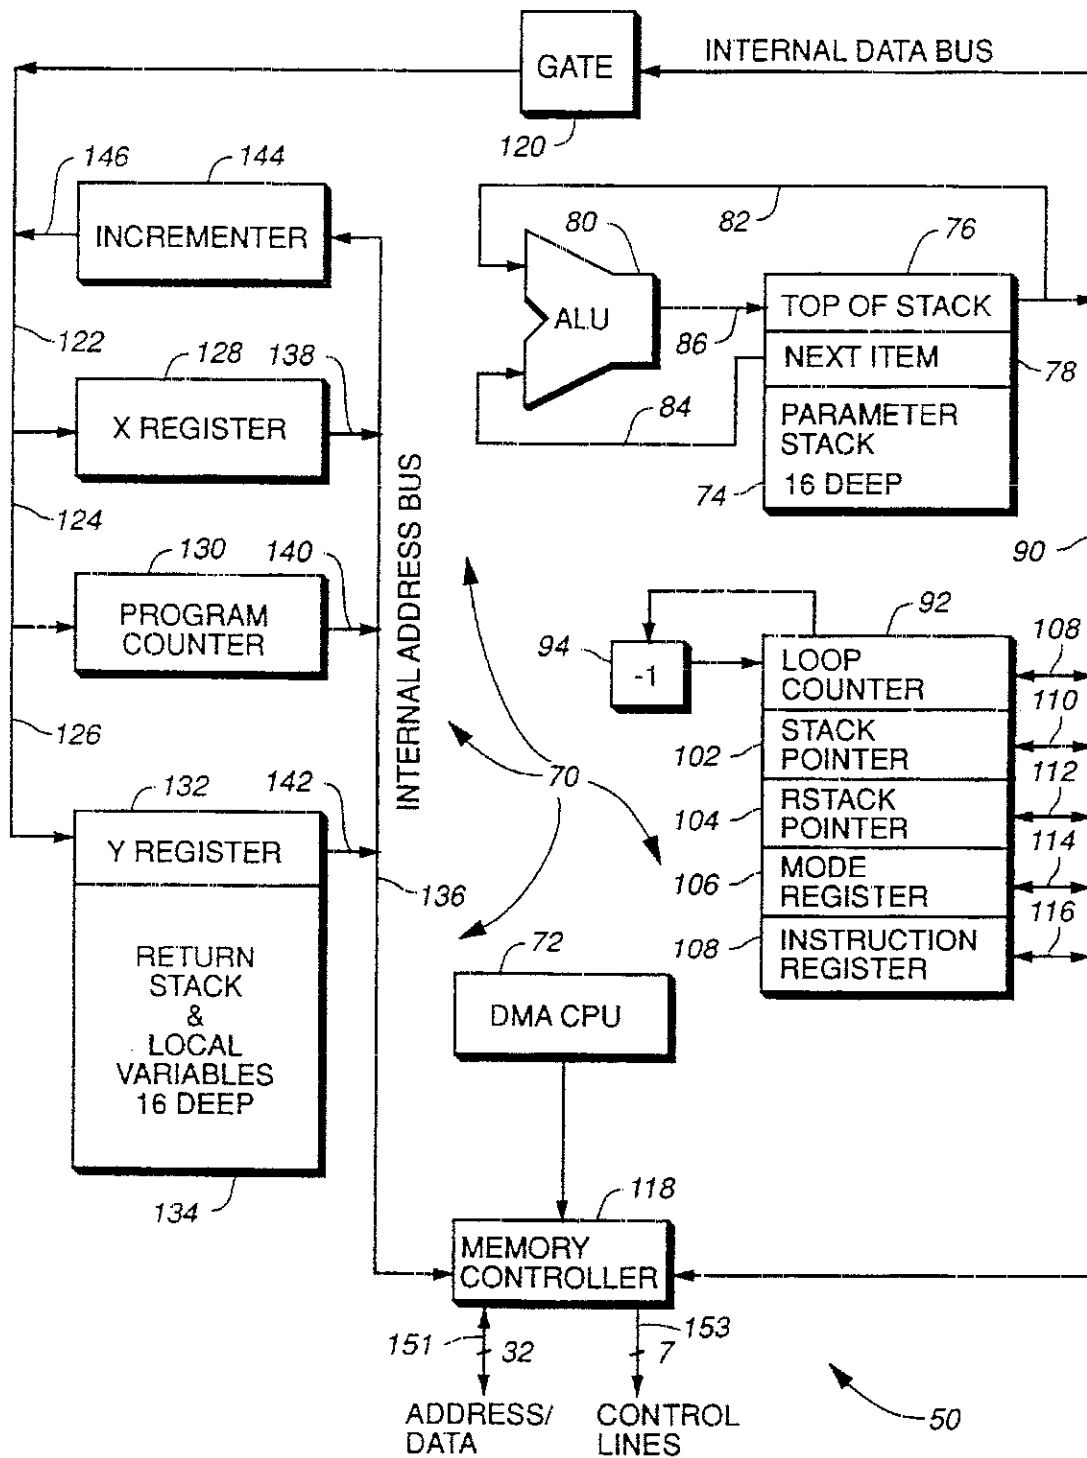 INTERNAL DATA BUS
GATE
120
146
144
INCREMENTER
82
80
76
ALU
TOP OF STACK
86
NEXT ITEM
78
84
PARAMETER
STACK
16 DEEP
74
122
128
138
X REGISTER
124
INTERNAL ADDRESS BUS
130
140
PROGRAM
COUNTER
90
92
94
-1
LOOP
COUNTER
108
110
102
STACK
POINTER
112
104
RSTACK
POINTER
114
106
MODE
REGISTER
116
108
INSTRUCTION
REGISTER
126
70
132
142
Y REGISTER
136
RETURN
STACK
&
LOCAL
VARIABLES
16 DEEP
134
72
DMA CPU
118
MEMORY
CONTROLLER
151
32
153
7
ADDRESS/
DATA
CONTROL
LINES
50